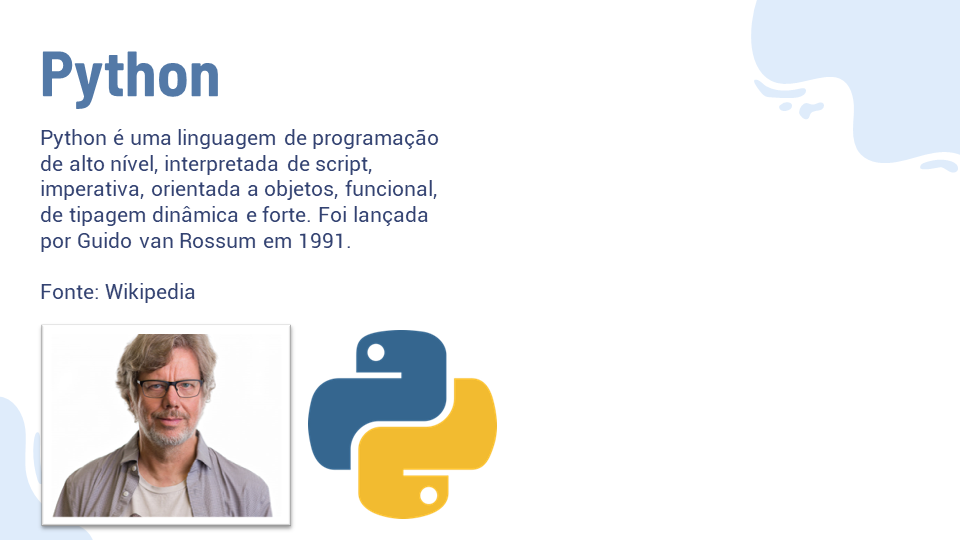 Python
Python é uma linguagem de programação
de alto nível, interpretada de script,
imperativa, orientada a objetos, funcional,
de tipagem dinâmica e forte. Foi lançada
por Guido van Rossum em 1991.
Fonte: Wikipedia